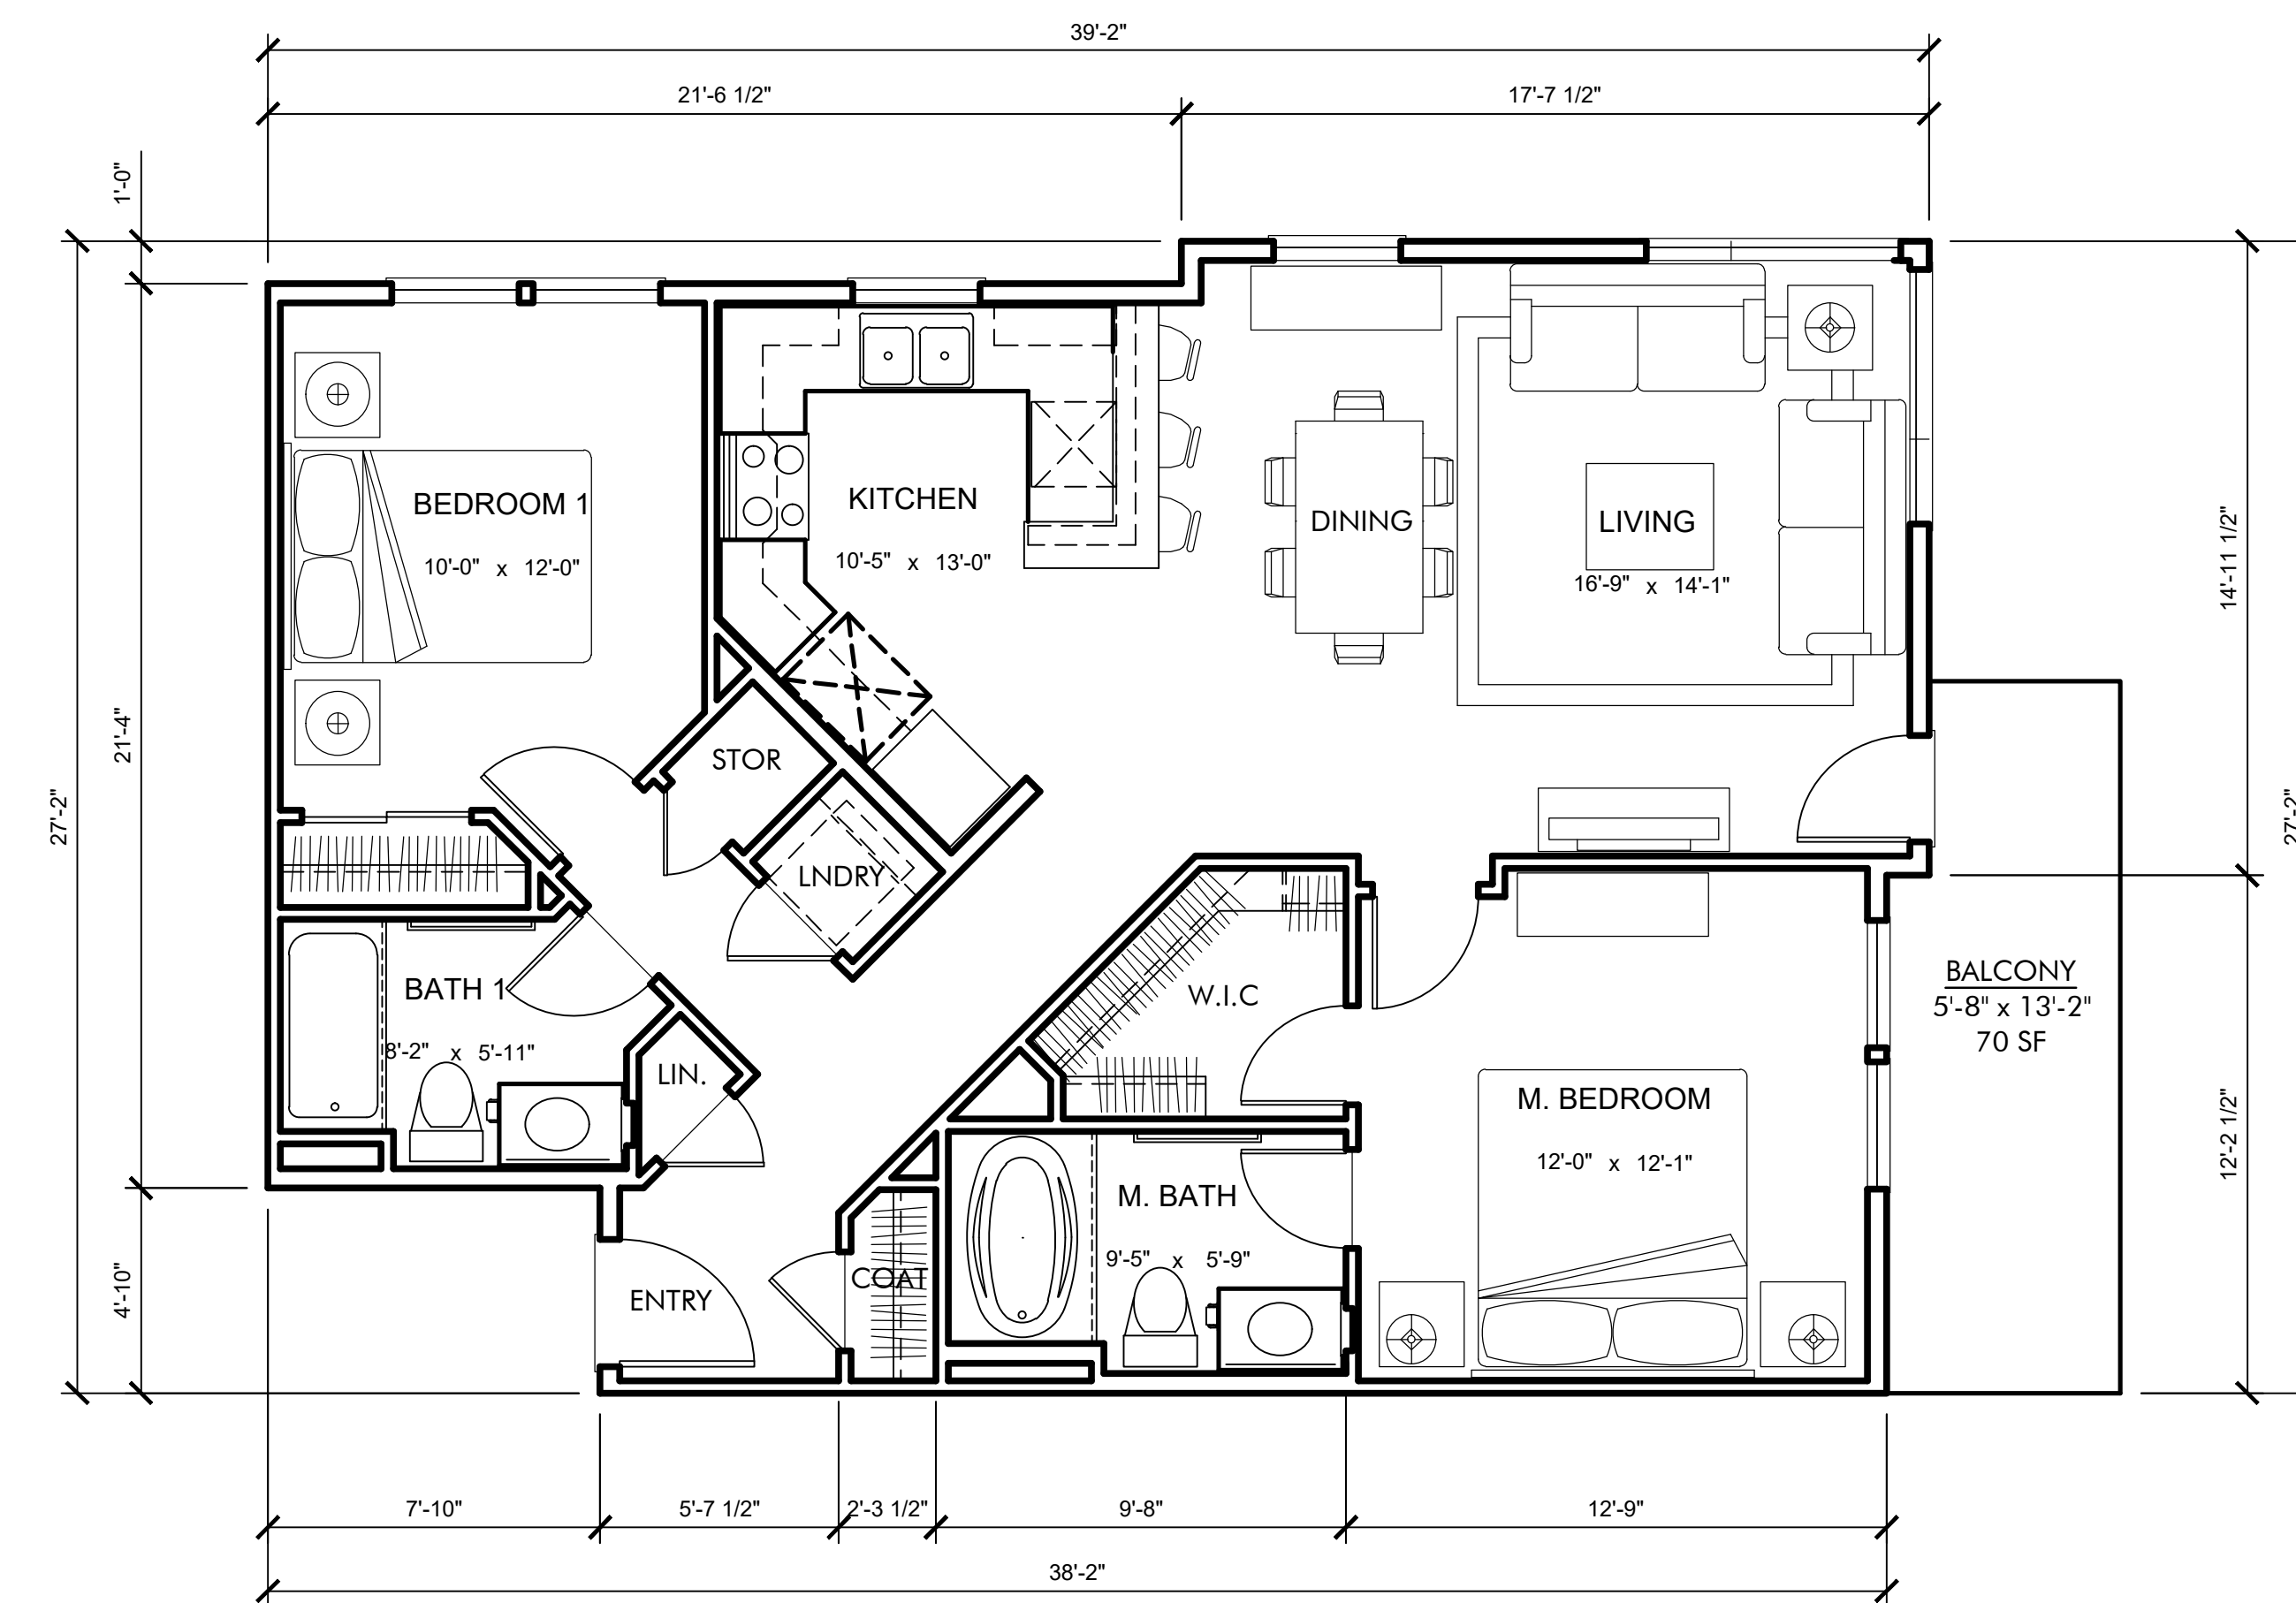 39'-2"
21'-6 1/2"
17'-7 1/2"
1'-0"
BEDROOM 1
10'-0" x 12'-0"
KITCHEN
10'-5" x 13'-0"
DINING
LIVING
16'-9" x 14'-1"
14'-11 1/2"
21'-4"
27'-2"
STOR
27'-2"
LNDRY
BATH 1
8'-2" x 5'-11"
LIN.
W.I.C
BALCONY
5'-8" x 13'-2"
70 SF
M. BEDROOM
12'-0" x 12'-1"
12'-2 1/2"
M. BATH
9'-5" x 5'-9"
COAT
ENTRY
4'-10"
7'-10"
5'-7 1/2"
2'-3 1/2"
9'-8"
12'-9"
38'-2"